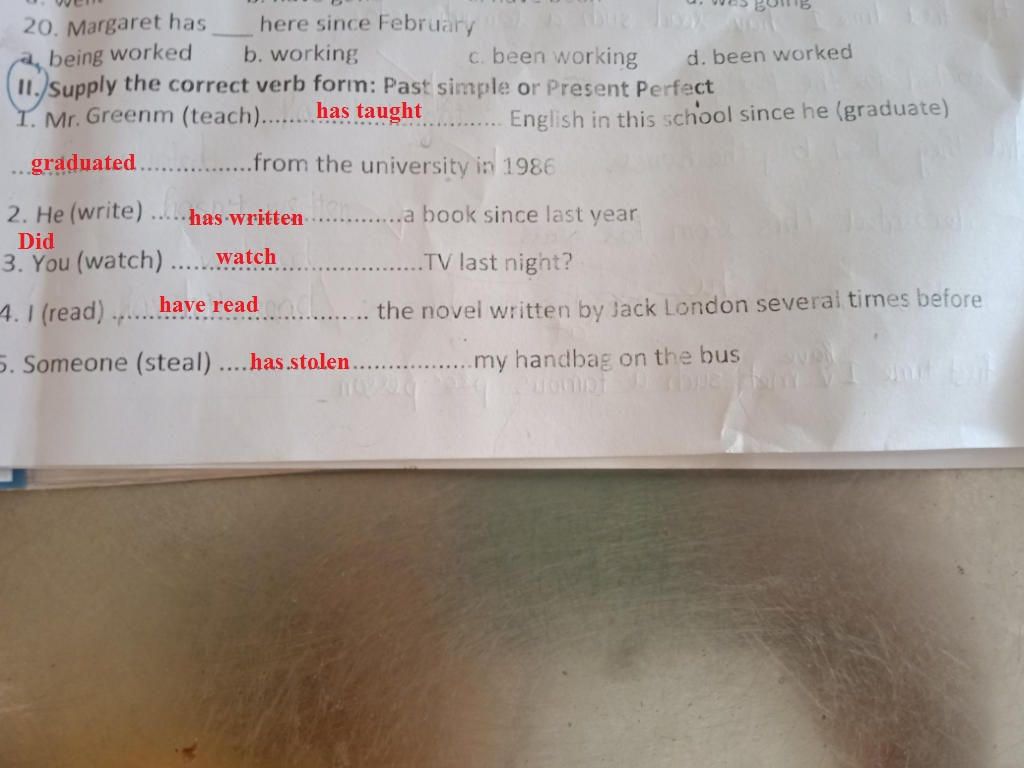 was going
20. Margaret has ___ here since February
a. being worked b. working c. been working d. been worked
II. Supply the correct verb form: Past simple or Present Perfect
1. Mr. Greenm (teach)....... has taught .............. English in this school since he (graduate)
... graduated ................from the university in 1986
2. He (write) ..... has written ...............a book since last year
Did
3. You (watch) ...... watch ......................TV last night?
4. I (read) ....... have read ................ the novel written by Jack London several times before
5. Someone (steal) .... has stolen ..................my handbag on the bus